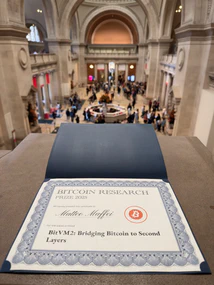 BITCOIN RESEARCH
PRIZE 2025
Matteo Maffei
BitVM2: Bridging Bitcoin to Second
Layers